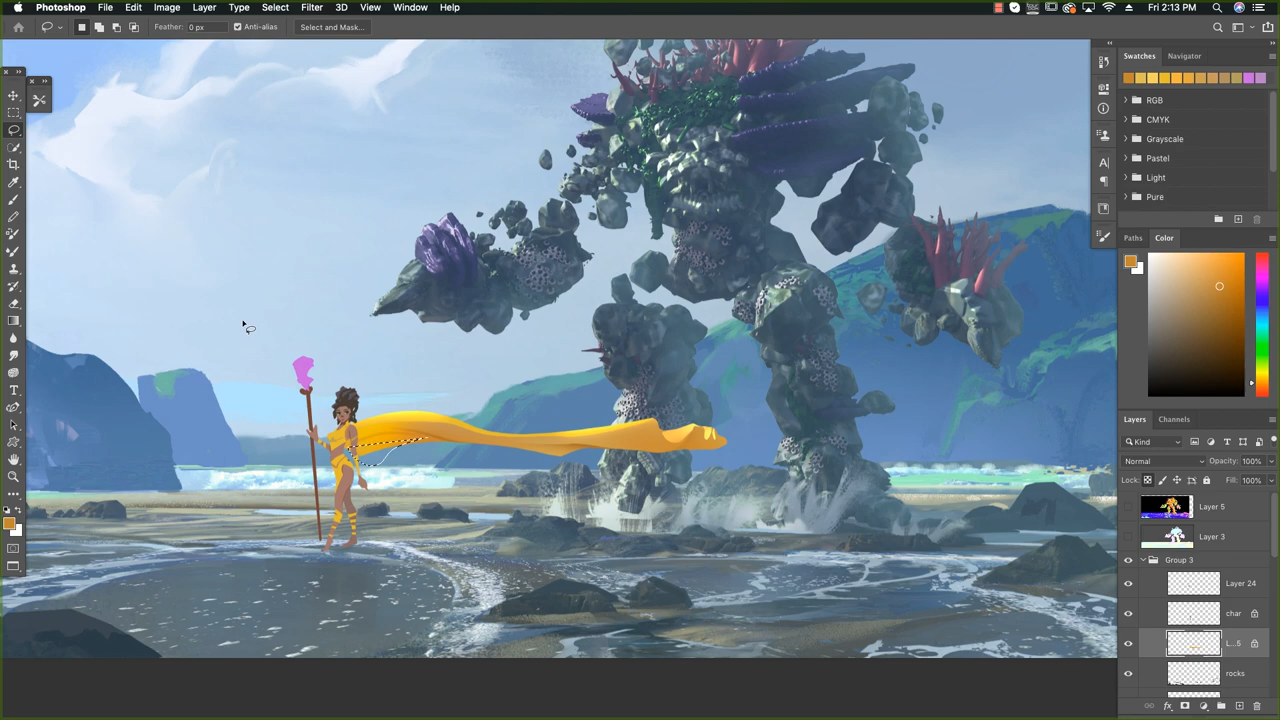 Photoshop File Edit Image Layer Type Select Filter 3D View Window Help Fri 2:13 PM
Feather: 0 px Anti-alias Select and Mask...
Swatches Navigator
RGB
CMYK
Grayscale
Pastel
Light
Pure
Paths Color
Layers Channels
Kind
Normal Opacity: 100%
Lock: Fill: 100%
Layer 5
Layer 3
Group 3
Layer 24
char
L...5
rocks